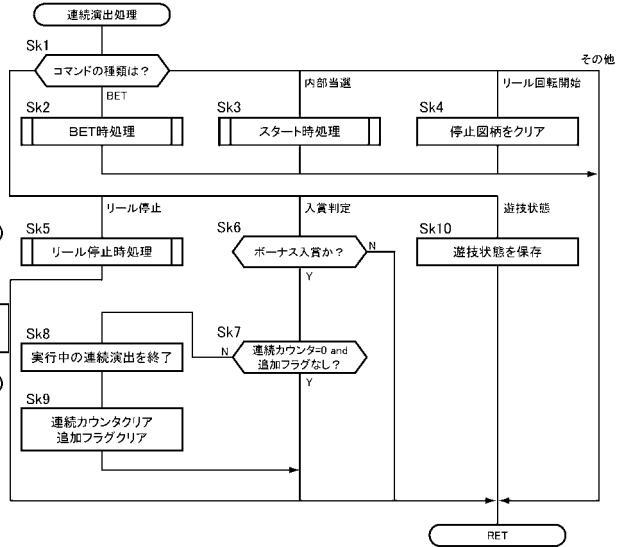 連続演出処理
Sk1
コマンドの種類は？
その他
BET
内部当選
リール回転開始
Sk2
BET時処理
Sk3
スタート時処理
Sk4
停止図柄をクリア
リール停止
入賞判定
遊技状態
Sk5
リール停止時処理
Sk6
ボーナス入賞か？
N
Y
Sk10
遊技状態を保存
Sk8
実行中の連続演出を終了
Sk7
連続カウンタ=0 and
追加フラグなし？
N
Y
Sk9
連続カウンタクリア
追加フラグクリア
RET